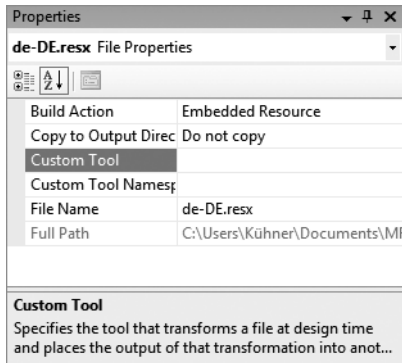 Properties
de-DE.resx File Properties
Build Action Embedded Resource
Copy to Output Direc Do not copy
Custom Tool
Custom Tool Namesp
File Name de-DE.resx
Full Path C:\Users\Kühner\Documents\MF
Custom Tool
Specifies the tool that transforms a file at design time
and places the output of that transformation into anot...